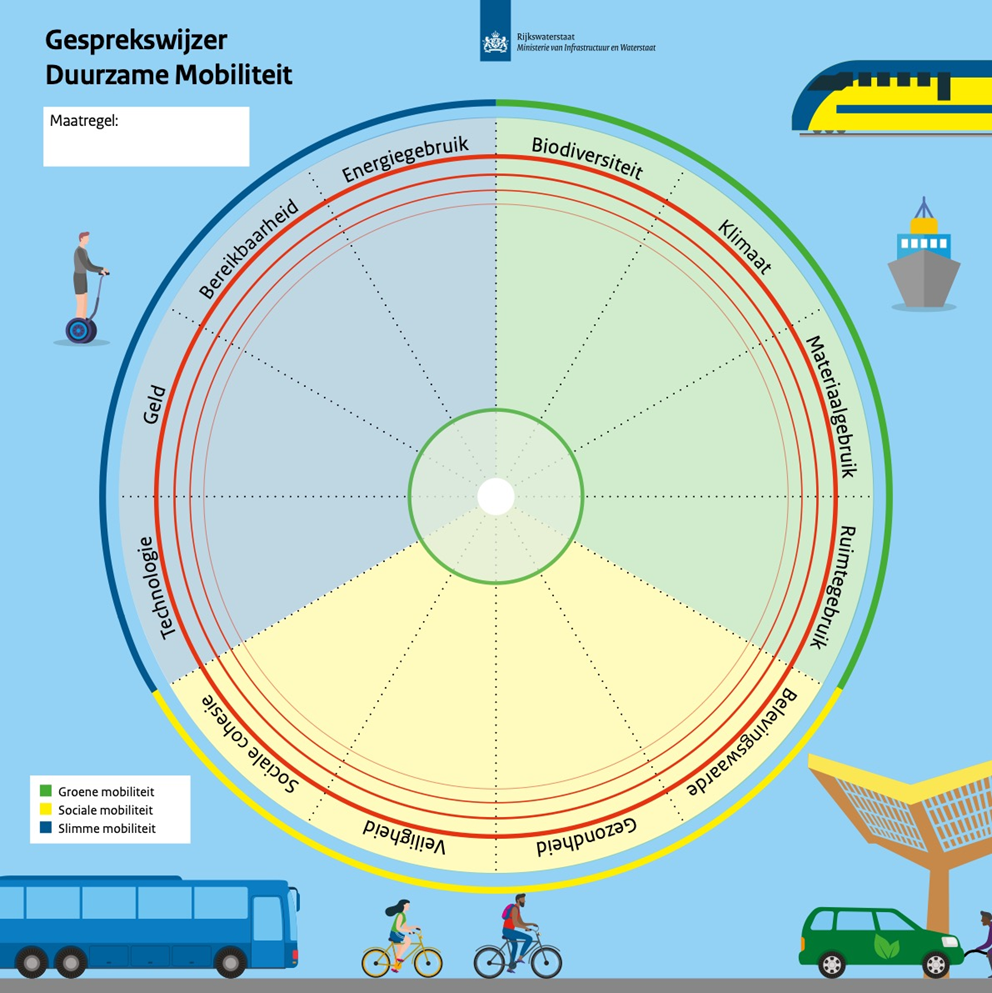 Gesprekswijzer
Duurzame Mobiliteit
Rijkswaterstaat
Ministerie van Infrastructuur en Waterstaat
Maatregel:
Energiegebruik
Biodiversiteit
Bereikbaarheid
Klimaat
Geld
Materiaalgebruik
Technologie
Ruimtegebruik
Sociale cohesie
Belevingswaarde
Veiligheid
Gezondheid
Groene mobiliteit
Sociale mobiliteit
Slimme mobiliteit